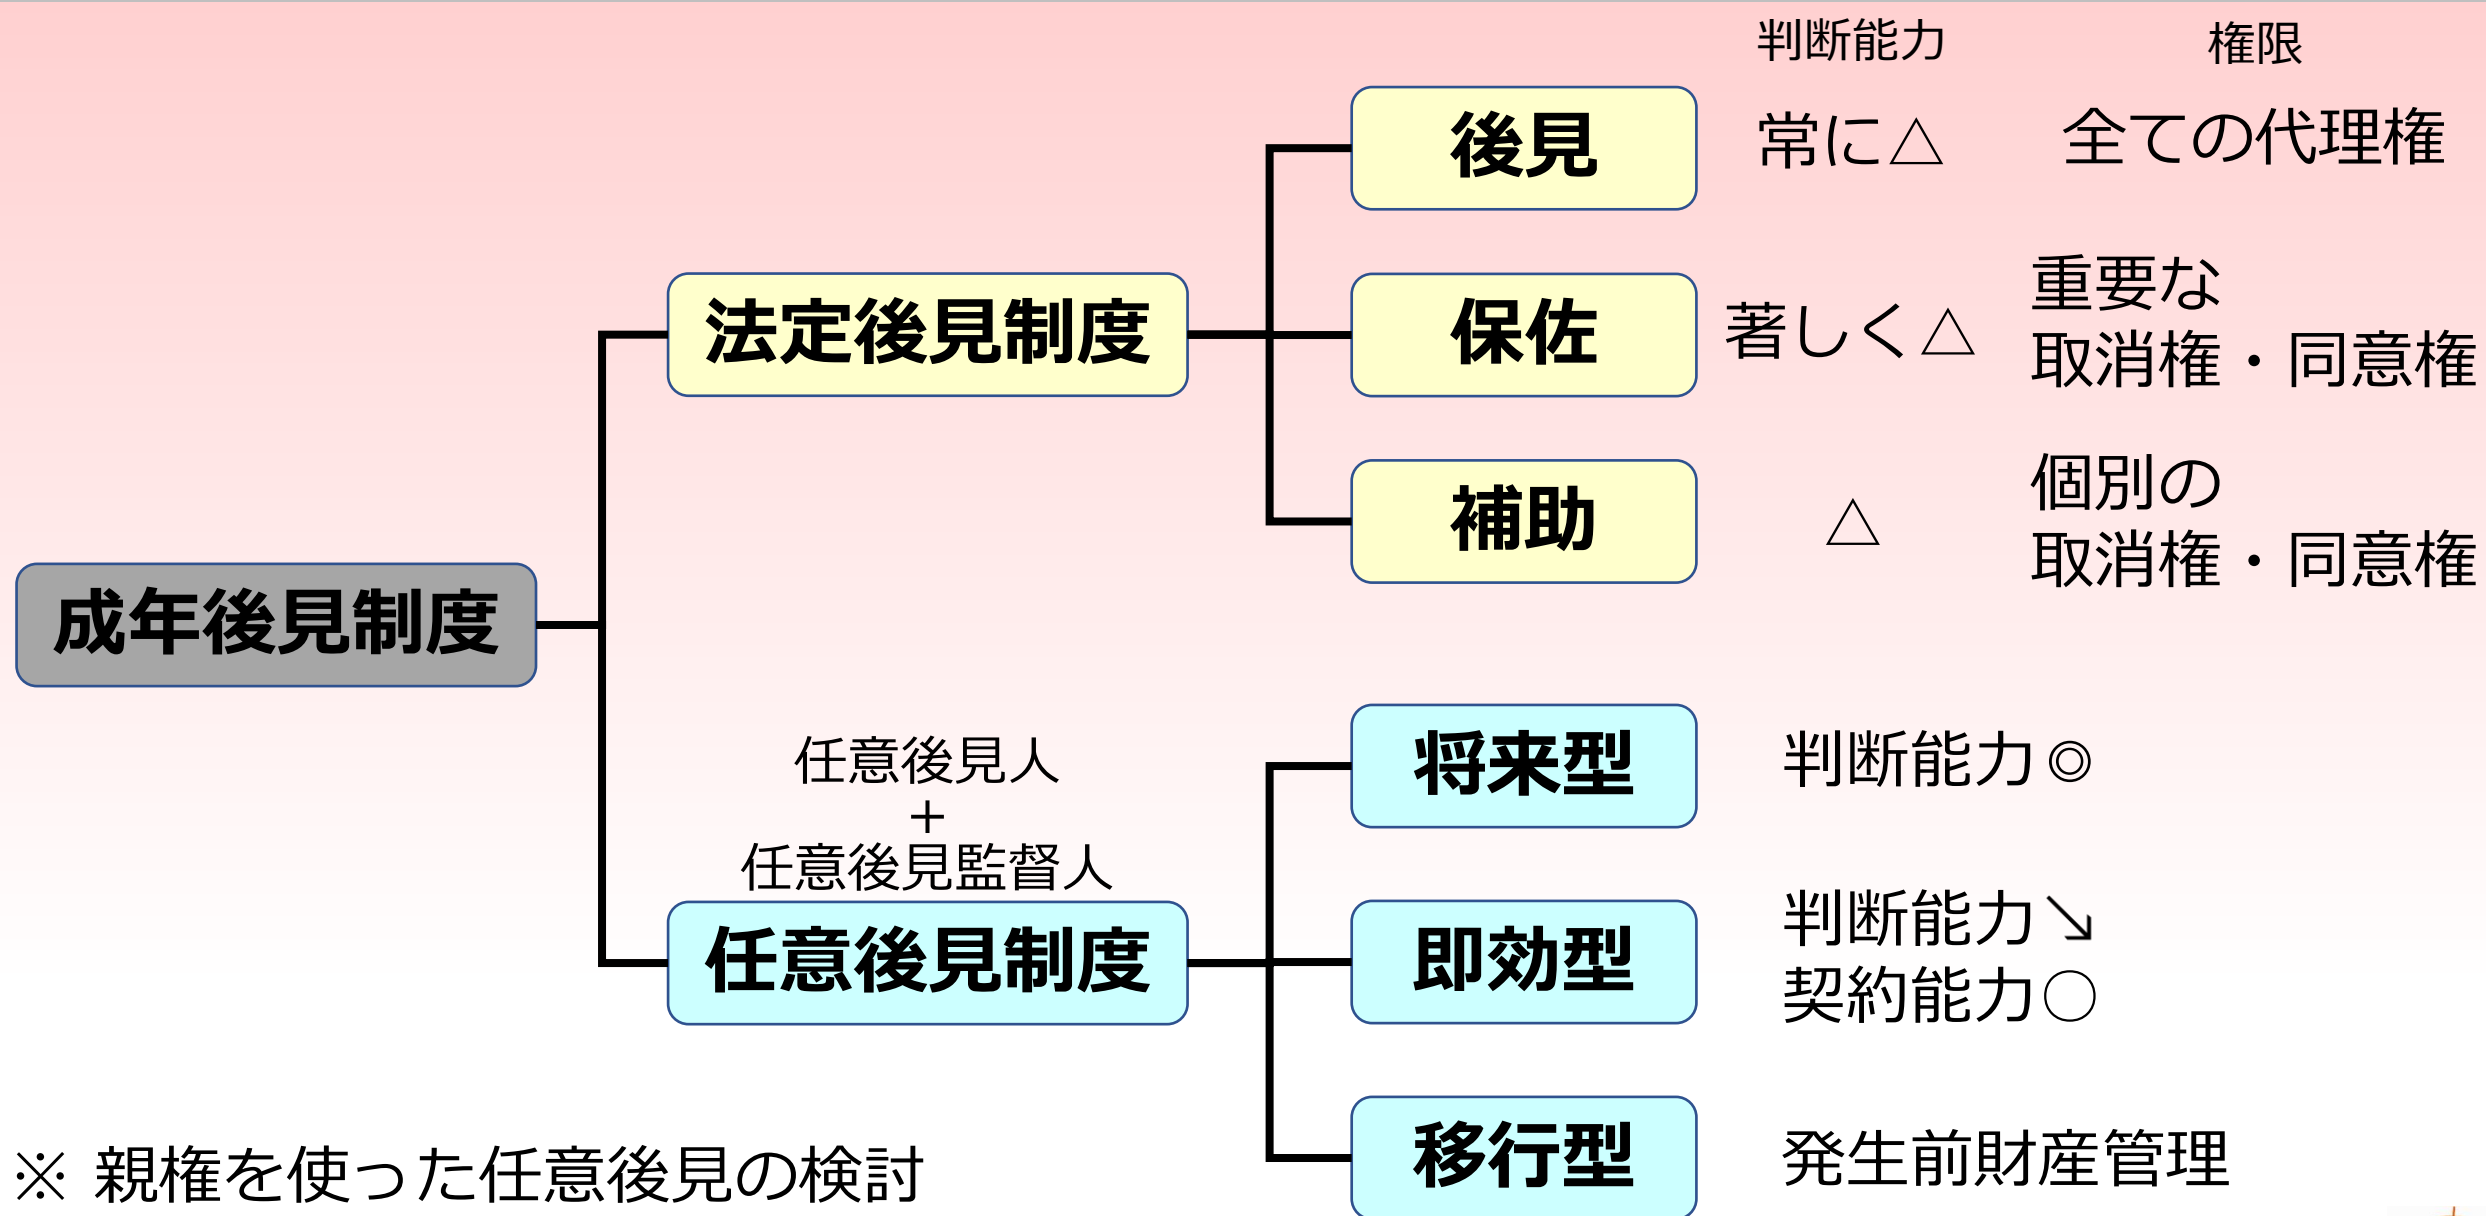 判断能力
権限
後見
常に△
全ての代理権
法定後見制度
保佐
著しく△
重要な
取消権・同意権
補助
△
個別の
取消権・同意権
成年後見制度
任意後見人
+
任意後見監督人
任意後見制度
将来型
判断能力◎
即効型
判断能力↘
契約能力○
移行型
発生前財産管理
※ 親権を使った任意後見の検討